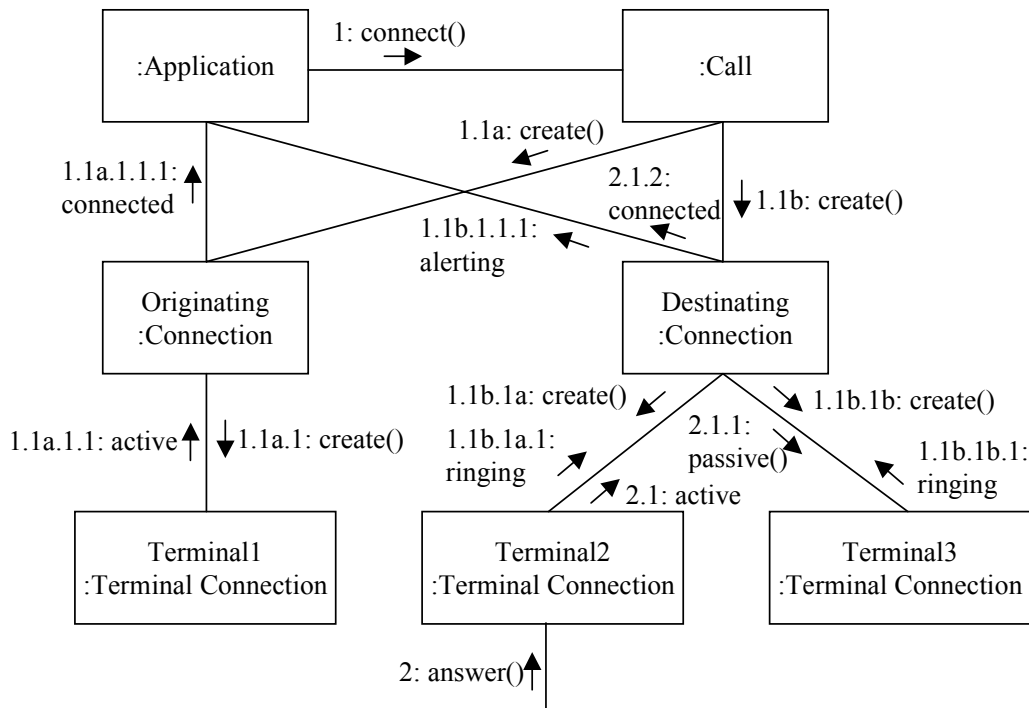 1: connect()
:Application
:Call
1.1a: create()
1.1a.1.1.1:
connected
2.1.2:
connected
1.1b: create()
1.1b.1.1.1:
alerting
Originating
:Connection
Destinating
:Connection
1.1b.1a: create()
1.1b.1b: create()
1.1a.1.1: active
1.1a.1: create()
1.1b.1a.1:
ringing
2.1.1:
passive()
1.1b.1b.1:
ringing
2.1: active
Terminal1
:Terminal Connection
Terminal2
:Terminal Connection
Terminal3
:Terminal Connection
2: answer()